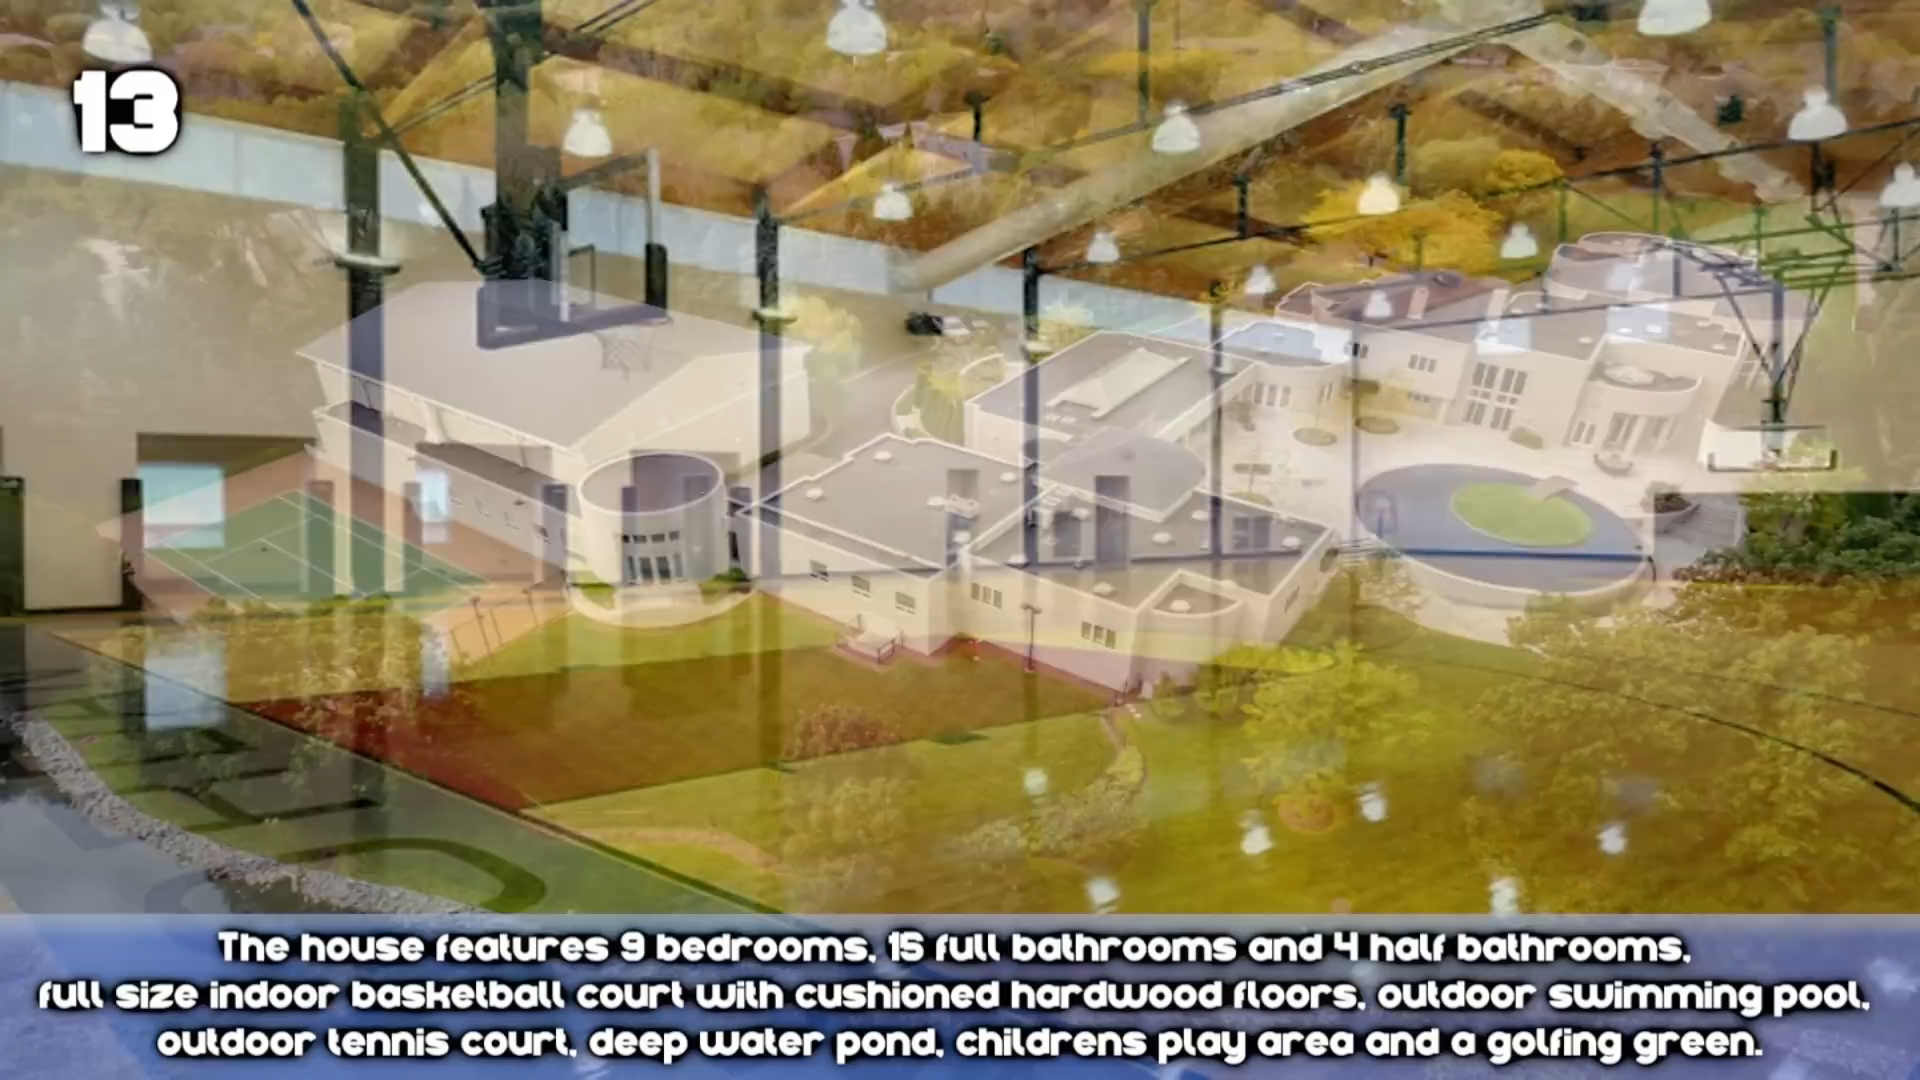 13
The house features 9 bedrooms, 15 full bathrooms and 4 half bathrooms,
full size indoor basketball court with cushioned hardwood floors, outdoor swimming pool,
outdoor tennis court, deep water pond, childrens play area and a golfing green.